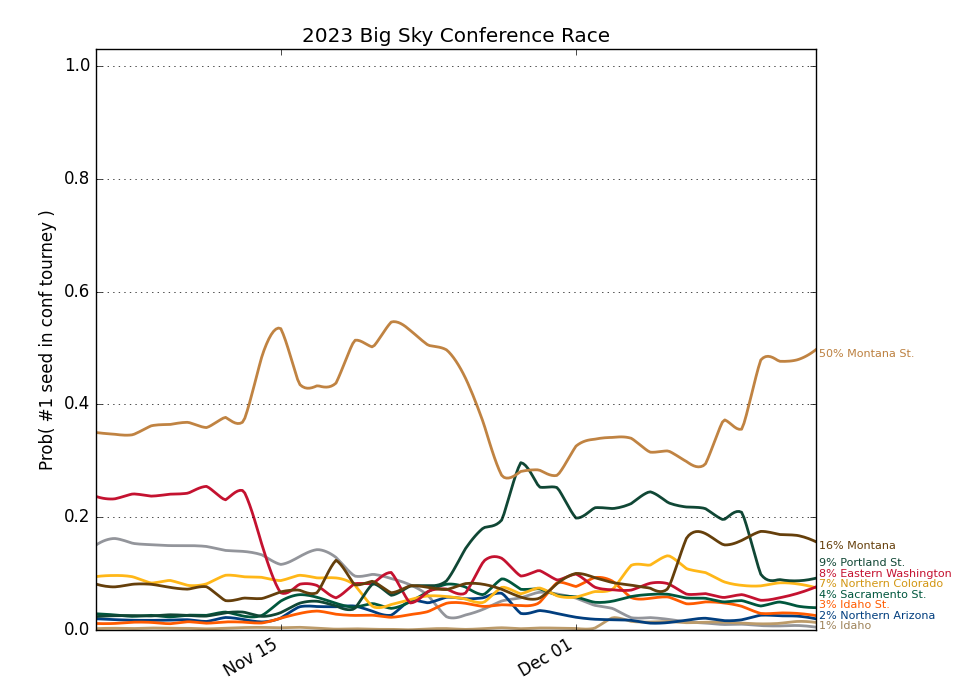 2023 Big Sky Conference Race
Prob( #1 seed in conf tourney )
1.0
0.8
0.6
0.4
0.2
0.0
Nov 15
Dec 01
50% Montana St.
16% Montana
9% Portland St.
8% Eastern Washington
7% Northern Colorado
4% Sacramento St.
3% Idaho St.
2% Northern Arizona
1% Idaho